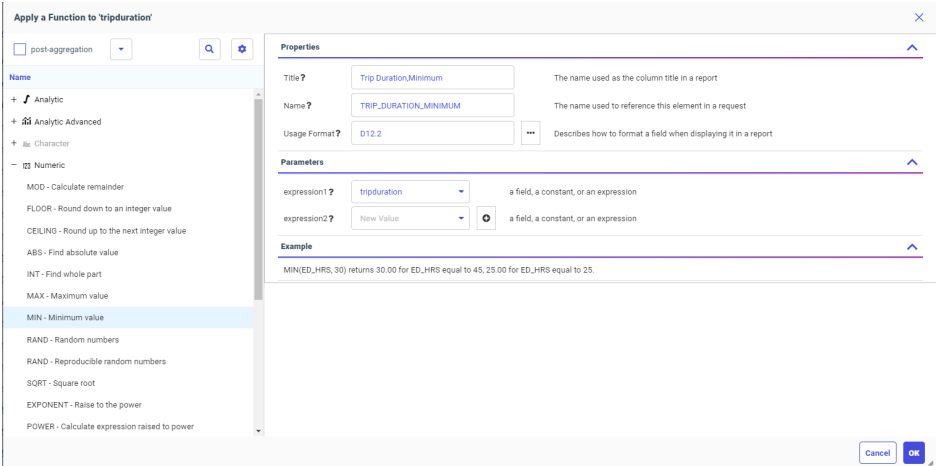 Apply a Function to 'tripduration'
post-aggregation
Name
+ Analytic
+ Analytic Advanced
+ Character
− Numeric
MOD - Calculate remainder
FLOOR - Round down to an integer value
CEILING - Round up to the next integer value
ABS - Find absolute value
INT - Find whole part
MAX - Maximum value
MIN - Minimum value
RAND - Random numbers
RAND - Reproducible random numbers
SQRT - Square root
EXPONENT - Raise to the power
POWER - Calculate expression raised to power
Properties
Title ? Trip Duration,Minimum The name used as the column title in a report
Name ? TRIP_DURATION_MINIMUM The name used to reference this element in a request
Usage Format ? D12.2 ••• Describes how to format a field when displaying it in a report
Parameters
expression1 ? tripduration a field, a constant, or an expression
expression2 ? New Value a field, a constant, or an expression
Example
MIN(ED_HRS, 30) returns 30.00 for ED_HRS equal to 45, 25.00 for ED_HRS equal to 25.
Cancel OK